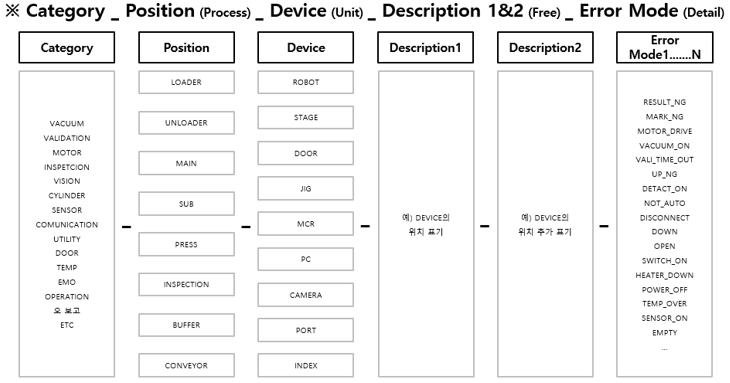 ※ Category _ Position (Process) _ Device (Unit) _ Description 1&2 (Free) _ Error Mode (Detail)
Category
Position
Device
Description1
Description2
Error
Mode1.......N
VACUUM
VALIDATION
MOTOR
INSPETCION
VISION
CYLINDER
SENSOR
COMUNICATION
UTILITY
DOOR
TEMP
EMO
OPERATION
오 보고
ETC
–
LOADER
UNLOADER
MAIN
SUB
PRESS
INSPECTION
BUFFER
CONVEYOR
–
ROBOT
STAGE
DOOR
JIG
MCR
PC
CAMERA
PORT
INDEX
–
예) DEVICE의
위치 표기
–
예) DEVICE의
위치 추가 표기
–
RESULT_NG
MARK_NG
MOTOR_DRIVE
VACUUM_ON
VALI_TIME_OUT
UP_NG
DETACT_ON
NOT_AUTO
DISCONNECT
DOWN
OPEN
SWITCH_ON
HEATER_DOWN
POWER_OFF
TEMP_OVER
SENSOR_ON
EMPTY
...